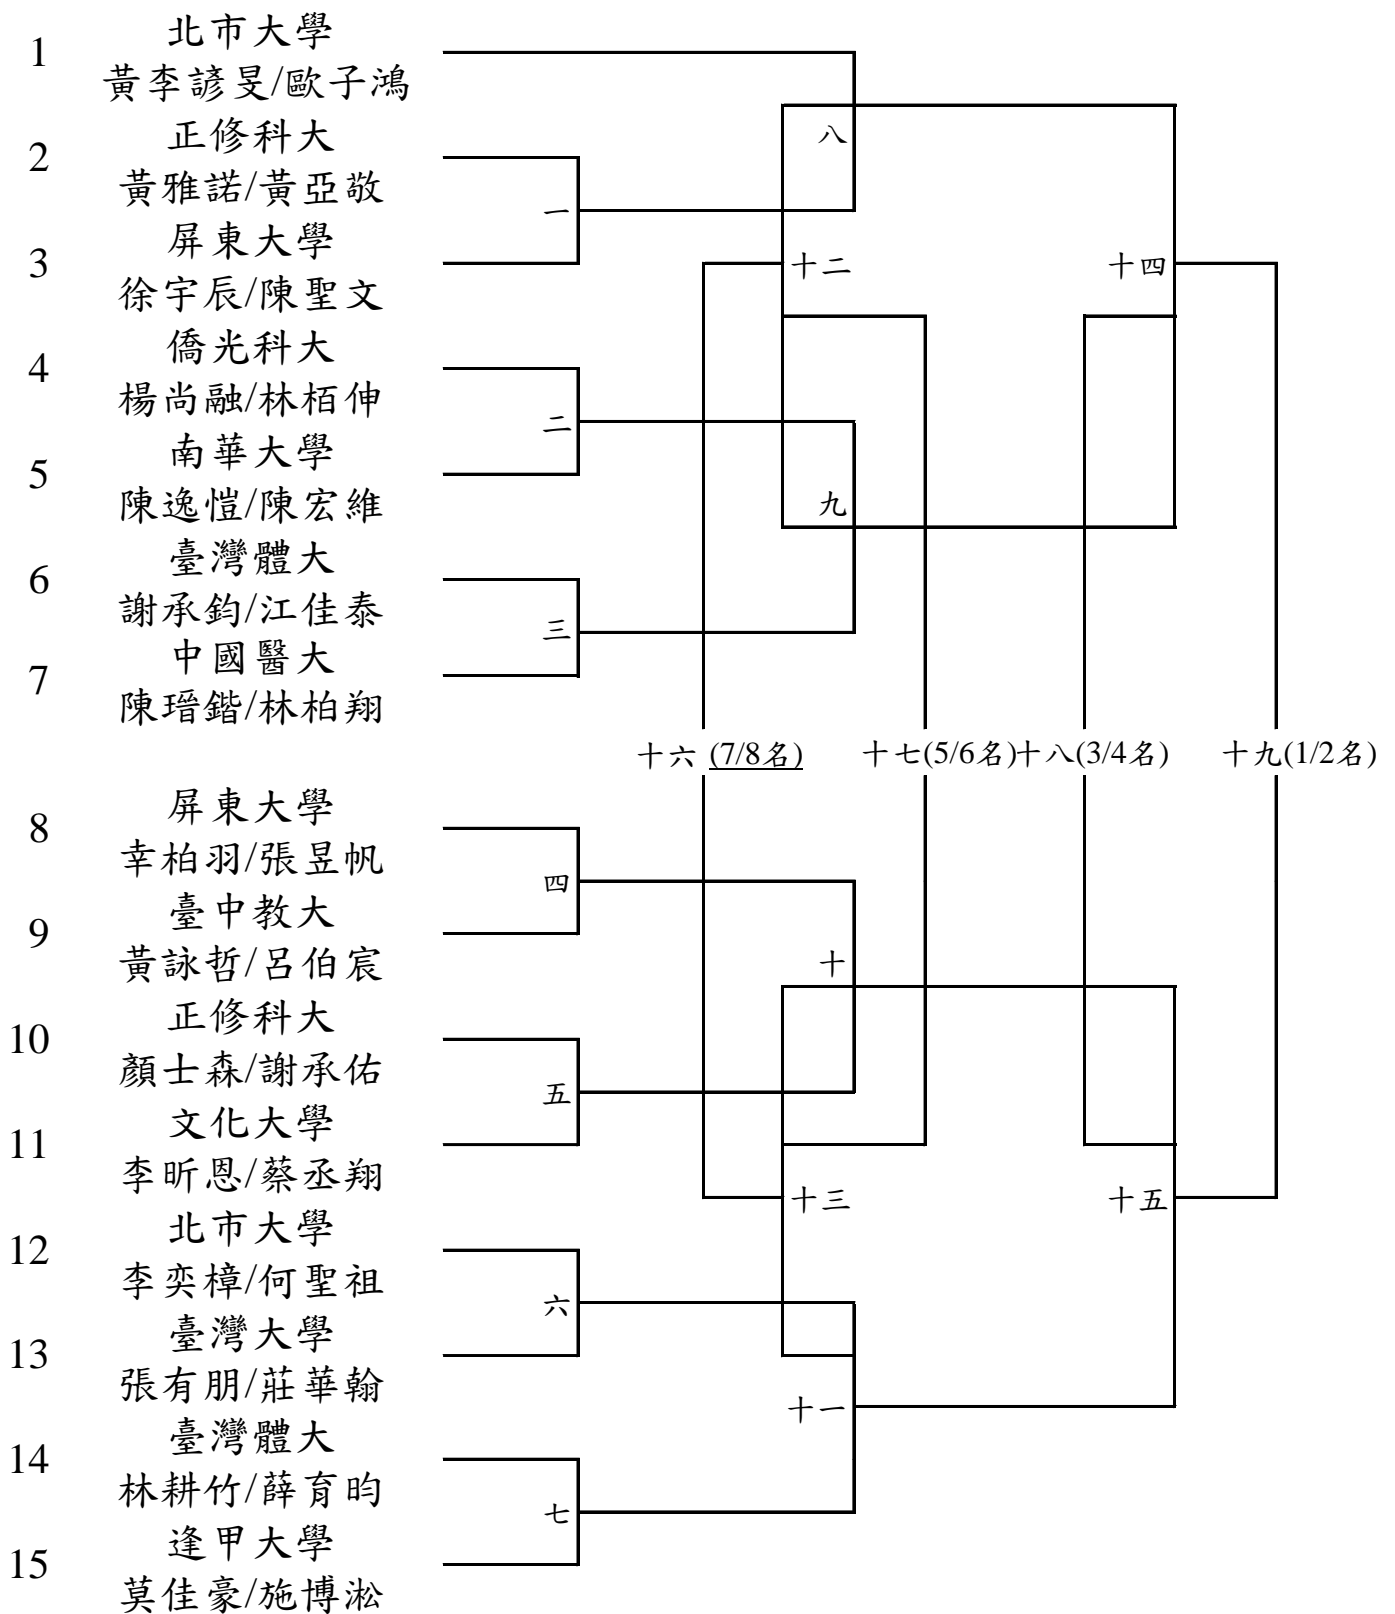 北市大學
1
黃李諺旻/歐子鴻
正修科大
八
2
黃雅諾/黃亞敬
一
屏東大學
3
十二
十四
徐宇辰/陳聖文
僑光科大
4
楊尚融/林栢伸
二
南華大學
5
陳逸愷/陳宏維
九
臺灣體大
6
謝承鈞/江佳泰
三
中國醫大
7
陳瑨鍇/林柏翔
十六 (7/8名) 十七(5/6名)十八(3/4名) 十九(1/2名)
屏東大學
8
幸柏羽/張昱帆
四
臺中教大
9
黃詠哲/呂伯宸
十
正修科大
10
顏士森/謝承佑
五
文化大學
11
李昕恩/蔡丞翔
十三
十五
北市大學
12
李奕樟/何聖祖
六
臺灣大學
13
張有朋/莊華翰
十一
臺灣體大
14
林耕竹/薛育昀
七
逢甲大學
15
莫佳豪/施博淞